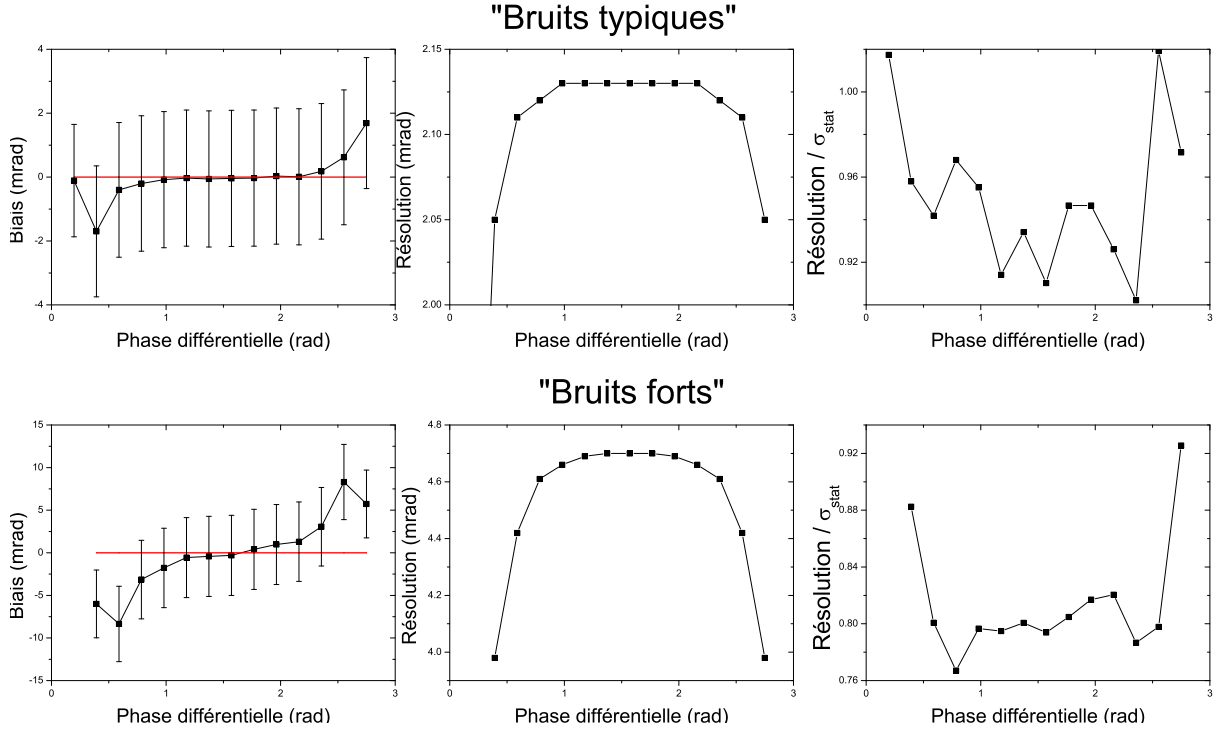 "Bruits typiques"
4
2
0
-2
-4
Biais (mrad)
0 1 2 3
Phase différentielle (rad)
2.15
2.10
2.05
2.00
Résolution (mrad)
0 1 2 3
Phase différentielle (rad)
1.00
0.96
0.92
Résolution / σstat
0 1 2 3
Phase différentielle (rad)
"Bruits forts"
15
10
5
0
-5
-10
-15
Biais (mrad)
0 1 2 3
Phase différentielle (rad)
4.8
4.6
4.4
4.2
4.0
Résolution (mrad)
0 1 2 3
Phase différentielle (rad)
0.92
0.88
0.84
0.80
0.76
Résolution / σstat
0 1 2 3
Phase différentielle (rad)